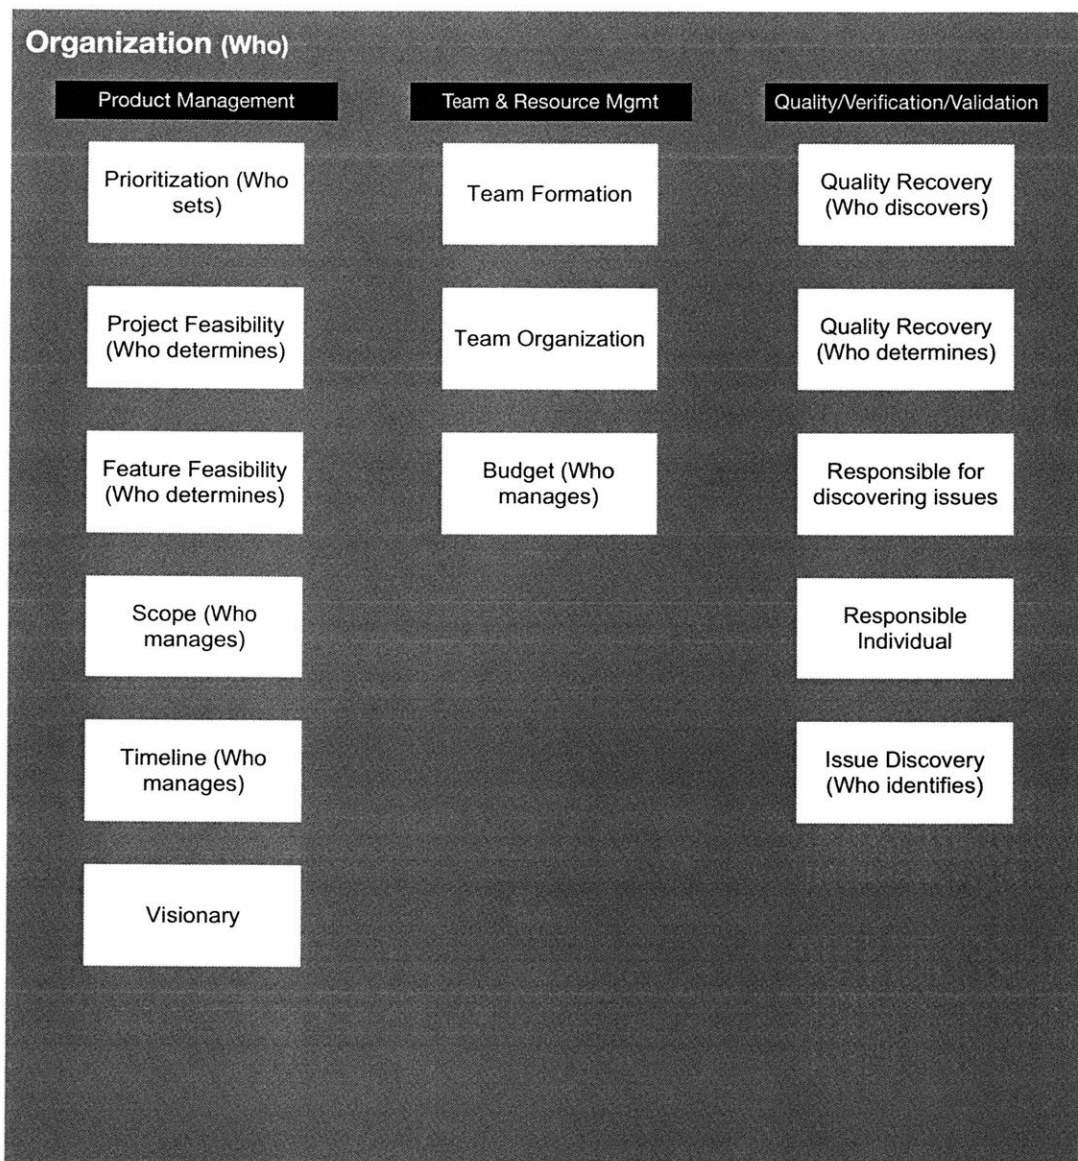 Organization (Who)
Product Management
Prioritization (Who
sets)
Project Feasibility
(Who determines)
Feature Feasibility
(Who determines)
Scope (Who
manages)
Timeline (Who
manages)
Visionary
Team & Resource Mgmt
Team Formation
Team Organization
Budget (Who
manages)
Quality/Verification/Validation
Quality Recovery
(Who discovers)
Quality Recovery
(Who determines)
Responsible for
discovering issues
Responsible
Individual
Issue Discovery
(Who identifies)